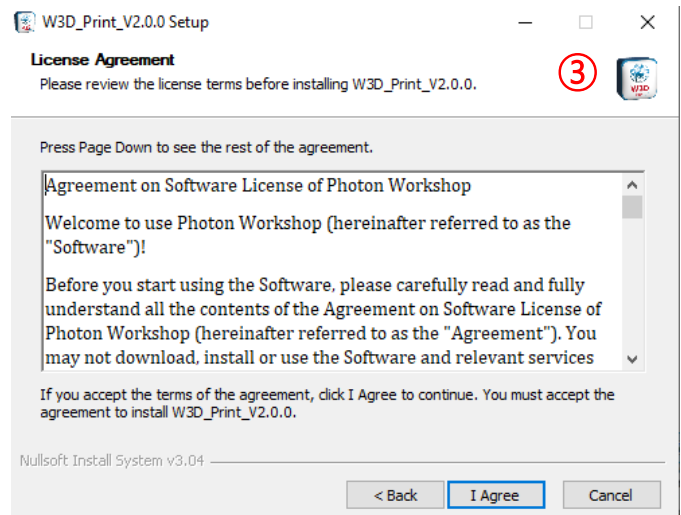 W3D_Print_V2.0.0 Setup
License Agreement
Please review the license terms before installing W3D_Print_V2.0.0.
③
W3D
Press Page Down to see the rest of the agreement.
Agreement on Software License of Photon Workshop
Welcome to use Photon Workshop (hereinafter referred to as the
"Software")!
Before you start using the Software, please carefully read and fully
understand all the contents of the Agreement on Software License of
Photon Workshop (hereinafter referred to as the "Agreement"). You
may not download, install or use the Software and relevant services
If you accept the terms of the agreement, click I Agree to continue. You must accept the
agreement to install W3D_Print_V2.0.0.
Nullsoft Install System v3.04
< Back I Agree Cancel